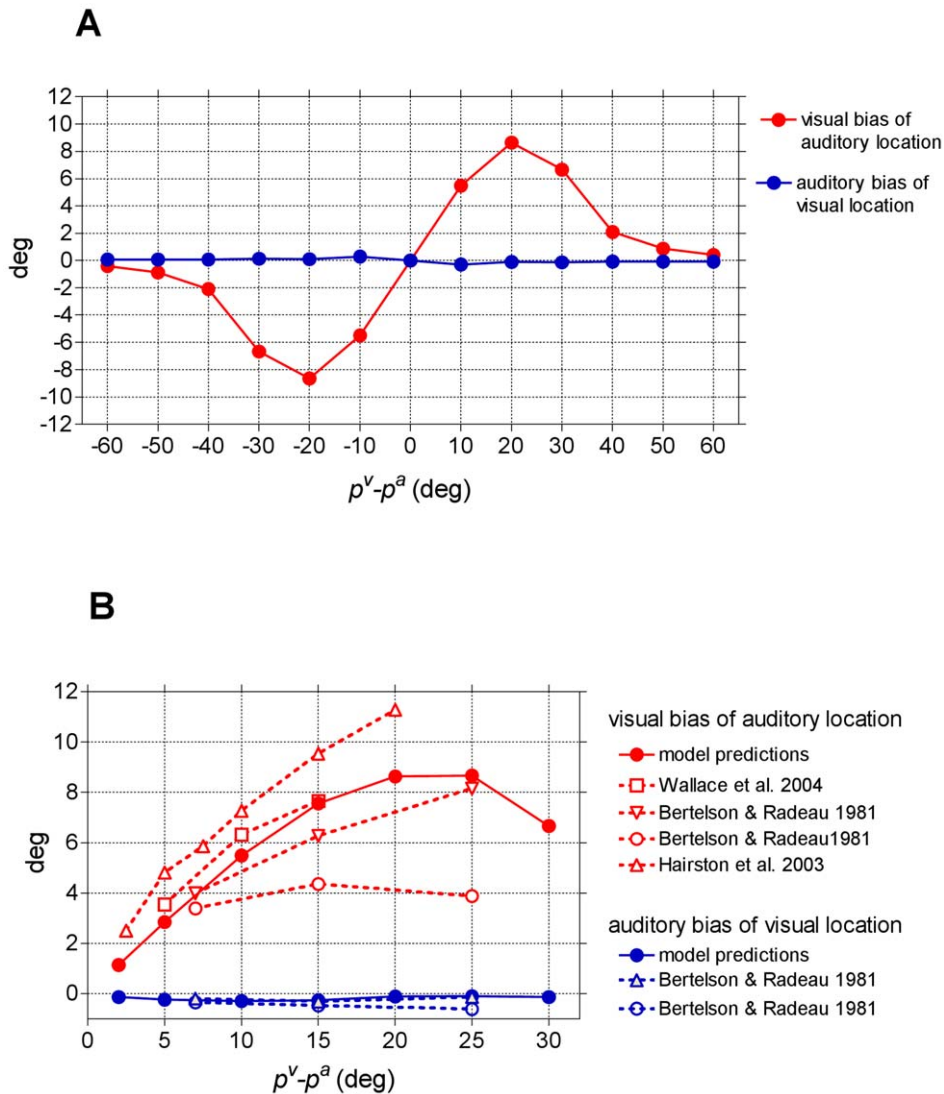 A
12
10
8
6
4
2
0
-2
-4
-6
-8
-10
-12
deg
-60 -50 -40 -30 -20 -10 0 10 20 30 40 50 60
p^v-p^a (deg)
visual bias of
auditory location
auditory bias of
visual location
B
12
10
8
6
4
2
0
deg
0 5 10 15 20 25 30
p^v-p^a (deg)
visual bias of auditory location
model predictions
Wallace et al. 2004
Bertelson & Radeau 1981
Bertelson & Radeau1981
Hairston et al. 2003
auditory bias of visual location
model predictions
Bertelson & Radeau 1981
Bertelson & Radeau 1981